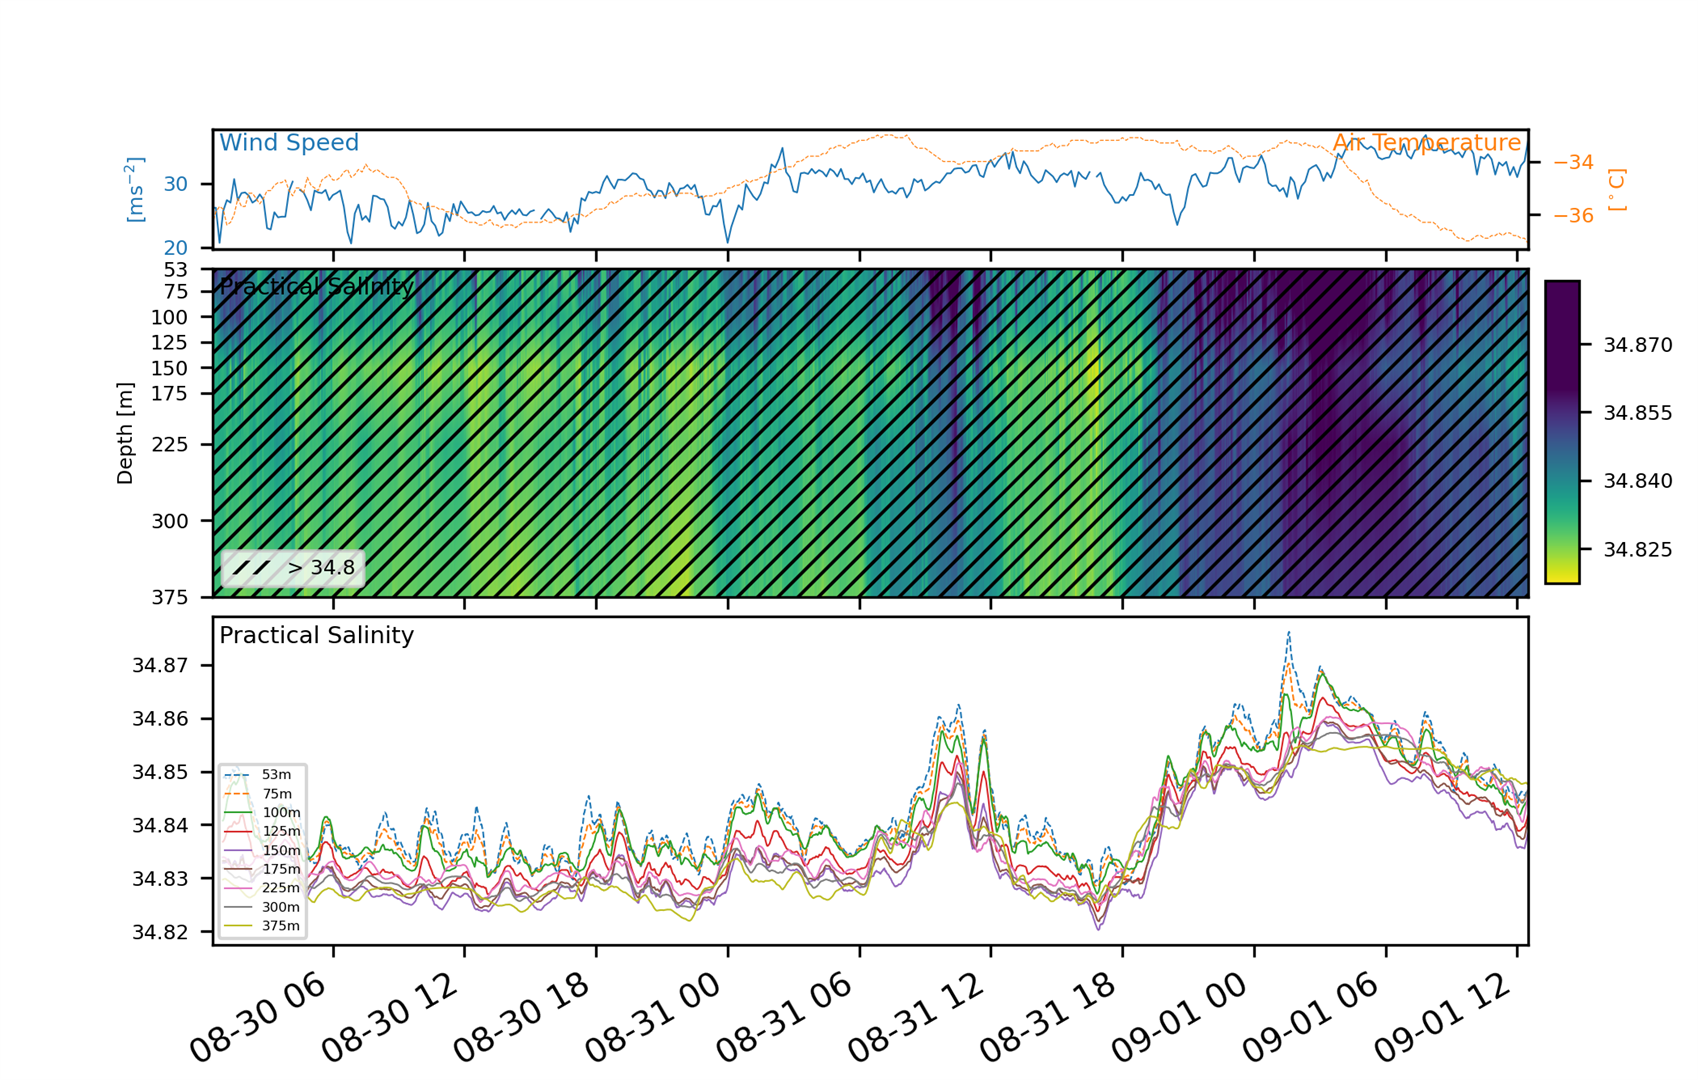 Wind Speed
Air Temperature
[ms⁻²]
30
20
−34
−36
[°C]
Practical Salinity
53
75
100
125
150
175
225
300
375
Depth [m]
> 34.8
34.870
34.855
34.840
34.825
Practical Salinity
34.87
34.86
34.85
34.84
34.83
34.82
53m
75m
100m
125m
150m
175m
225m
300m
375m
08-30 06
08-30 12
08-30 18
08-31 00
08-31 06
08-31 12
08-31 18
09-01 00
09-01 06
09-01 12